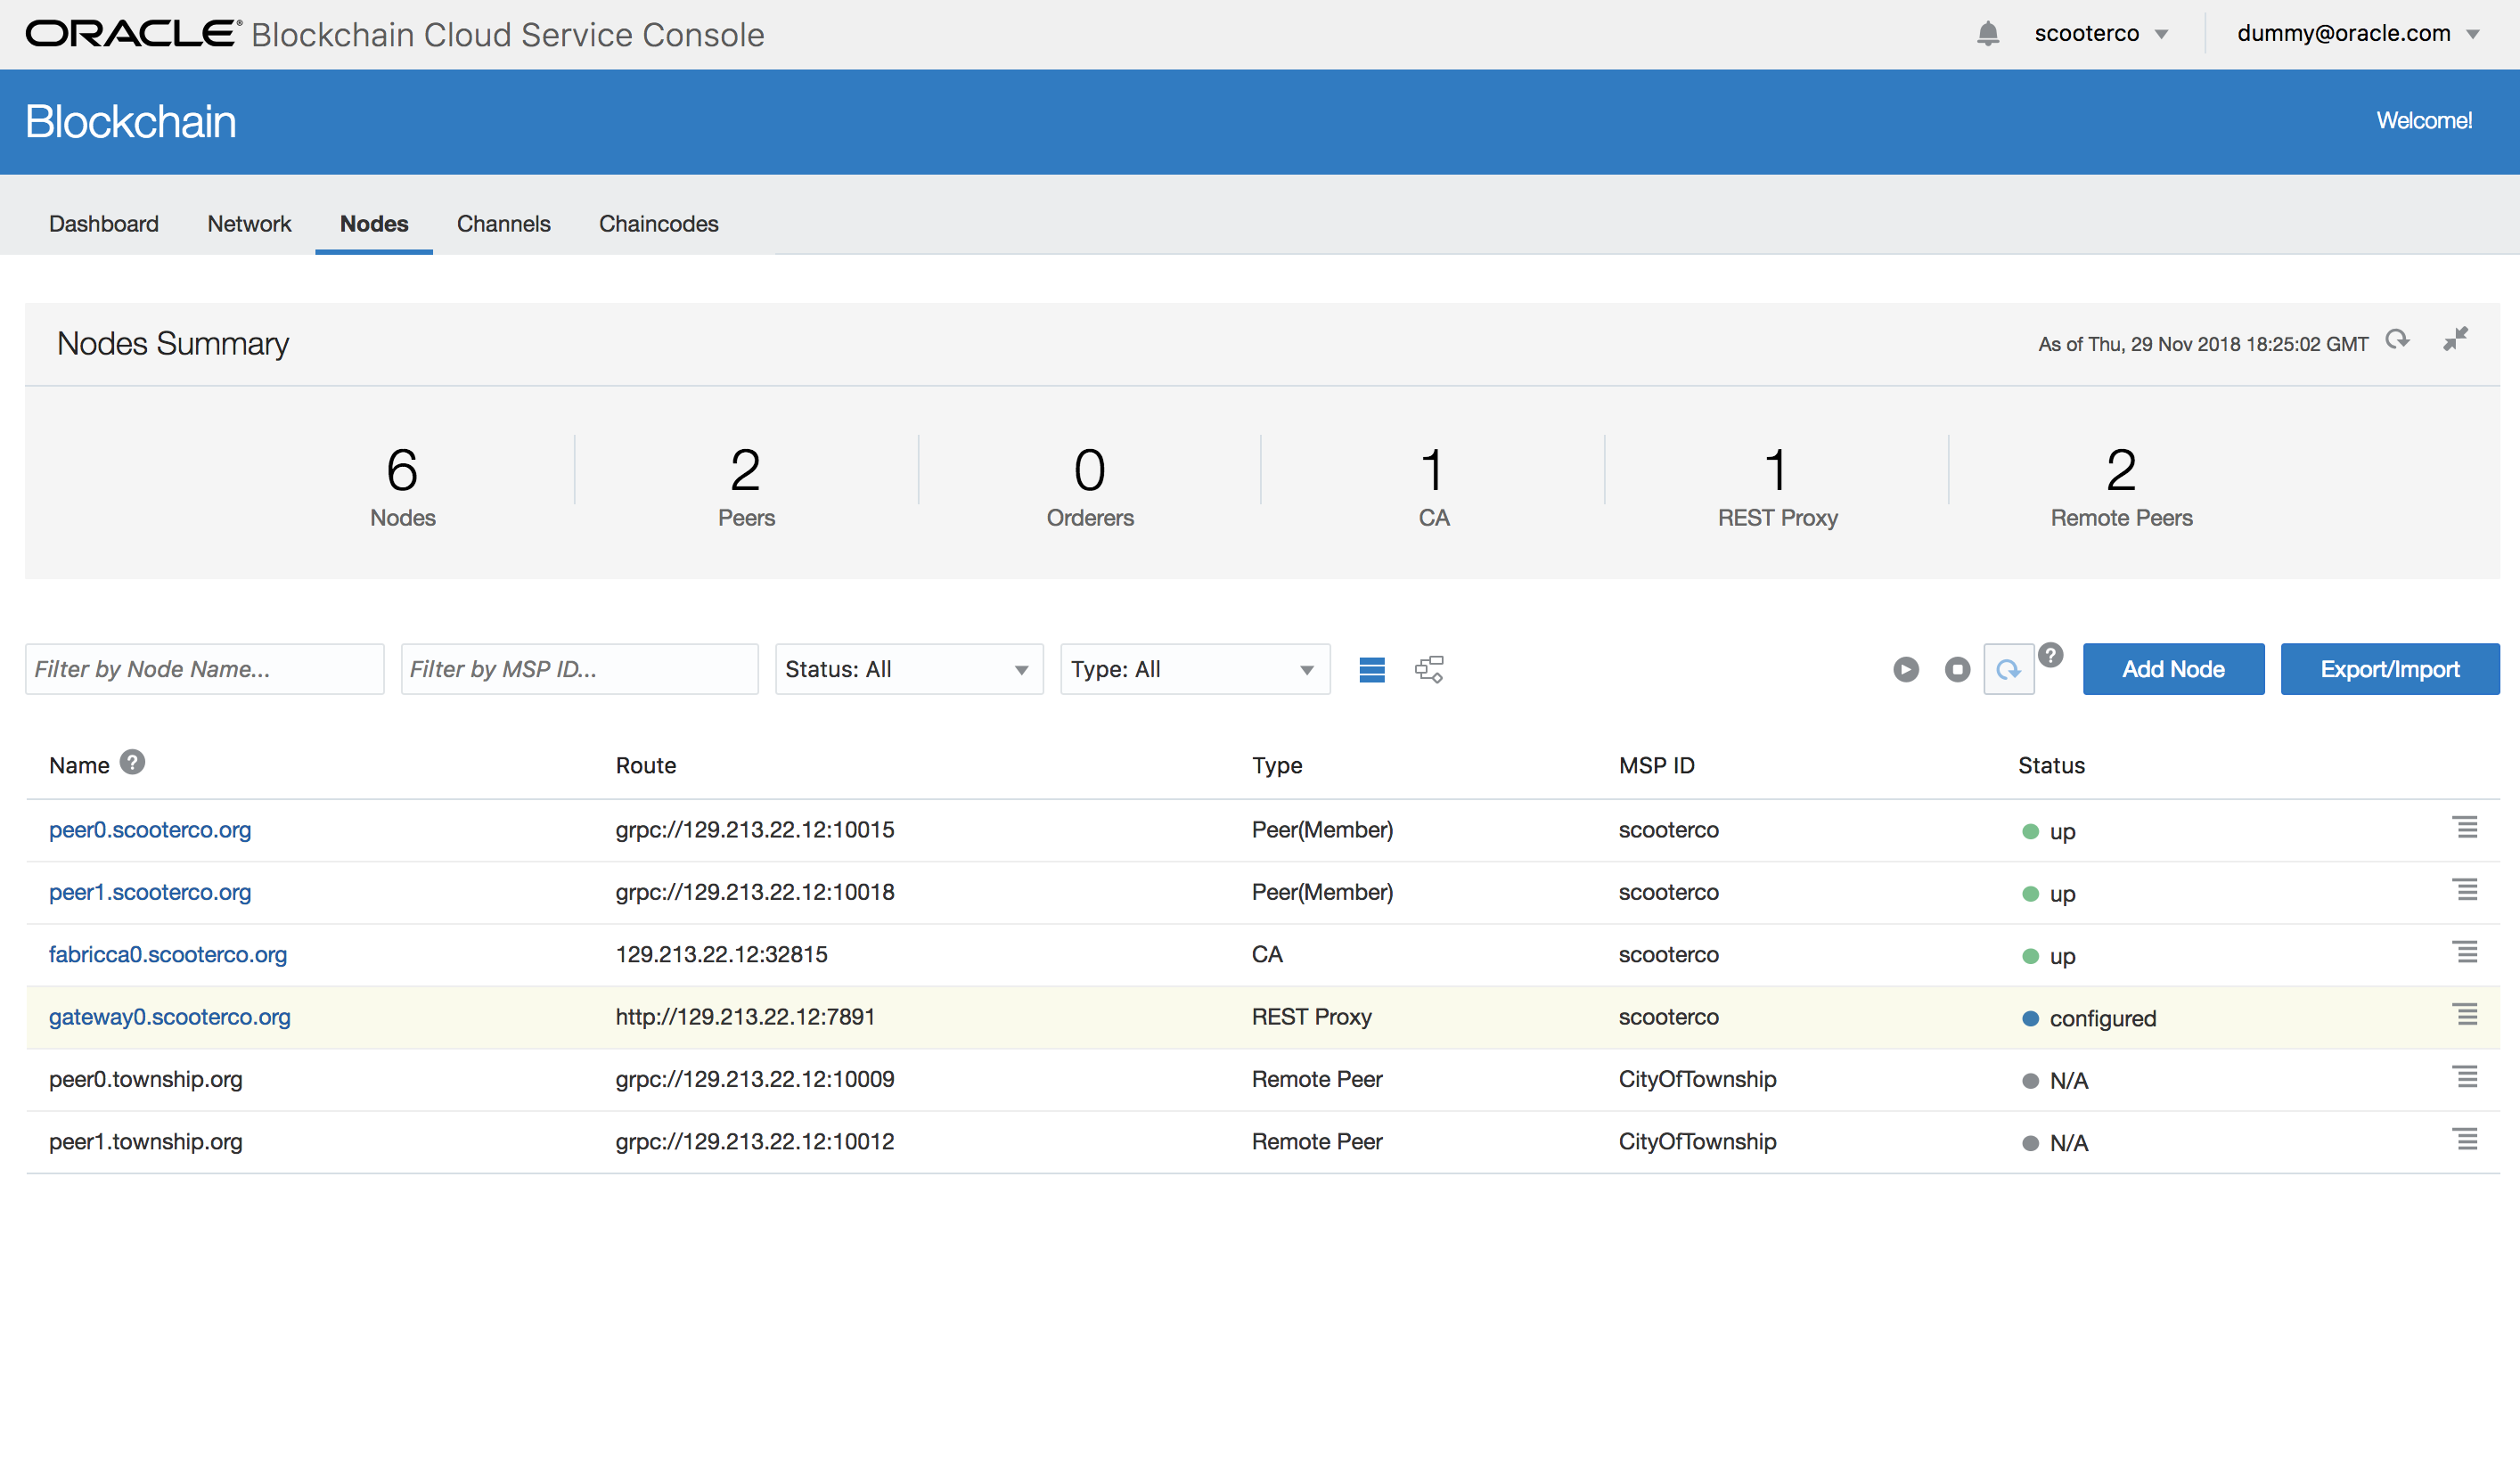 ORACLE® Blockchain Cloud Service Console scooterco dummy@oracle.com
Blockchain Welcome!
Dashboard Network Nodes Channels Chaincodes
Nodes Summary As of Thu, 29 Nov 2018 18:25:02 GMT
6 2 0 1 1 2
Nodes Peers Orderers CA REST Proxy Remote Peers
Filter by Node Name... Filter by MSP ID... Status: All Type: All ? Add Node Export/Import
Name ? Route Type MSP ID Status
peer0.scooterco.org grpc://129.213.22.12:10015 Peer(Member) scooterco up
peer1.scooterco.org grpc://129.213.22.12:10018 Peer(Member) scooterco up
fabricca0.scooterco.org 129.213.22.12:32815 CA scooterco up
gateway0.scooterco.org http://129.213.22.12:7891 REST Proxy scooterco configured
peer0.township.org grpc://129.213.22.12:10009 Remote Peer CityOfTownship N/A
peer1.township.org grpc://129.213.22.12:10012 Remote Peer CityOfTownship N/A